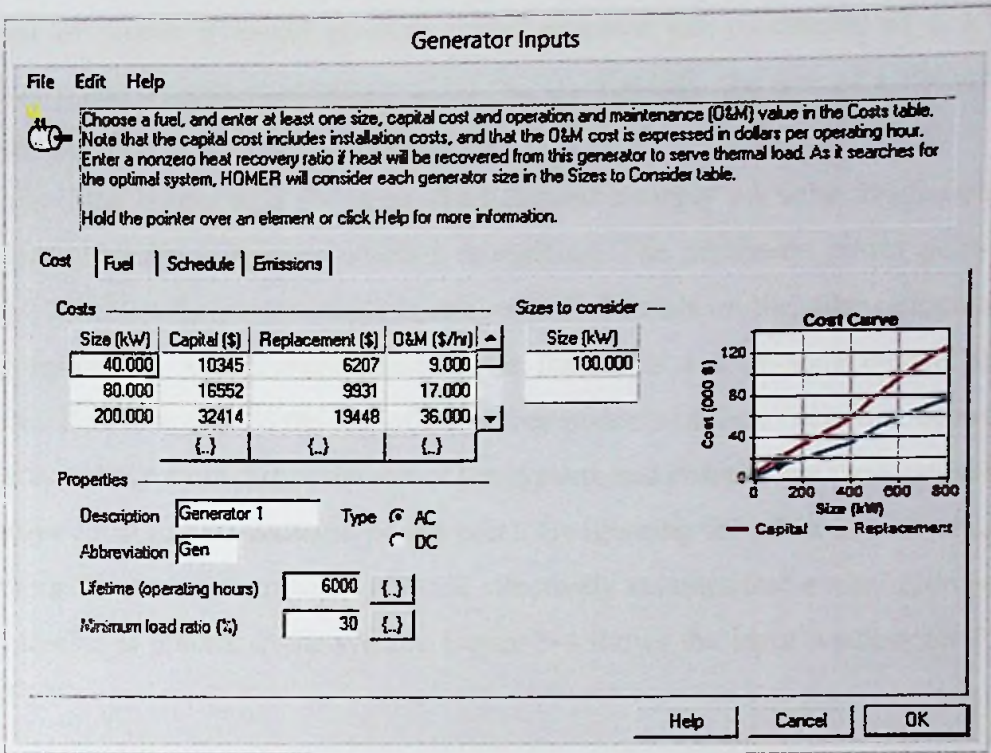 Generator Inputs
File Edit Help
Choose a fuel, and enter at least one size, capital cost and operation and maintenance (O&M) value in the Costs table.
Note that the capital cost includes installation costs, and that the O&M cost is expressed in dollars per operating hour.
Enter a nonzero heat recovery ratio if heat will be recovered from this generator to serve thermal load. As it searches for
the optimal system, HOMER will consider each generator size in the Sizes to Consider table.
Hold the pointer over an element or click Help for more information.
Cost Fuel Schedule Emissions
Costs
Size (kW) Capital ($) Replacement ($) O&M ($/hr)
40.000 10345 6207 9.000
80.000 16552 9931 17.000
200.000 32414 19448 36.000
{..} {..} {..}
Sizes to consider
Size (kW)
100.000
Cost Curve
Cost (000 $)
120
80
40
0
0 200 400 600 800
Size (kW)
Capital Replacement
Properties
Description Generator 1
Type AC
DC
Abbreviation Gen
Lifetime (operating hours) 6000 {..}
Minimum load ratio (%) 30 {..}
Help Cancel OK